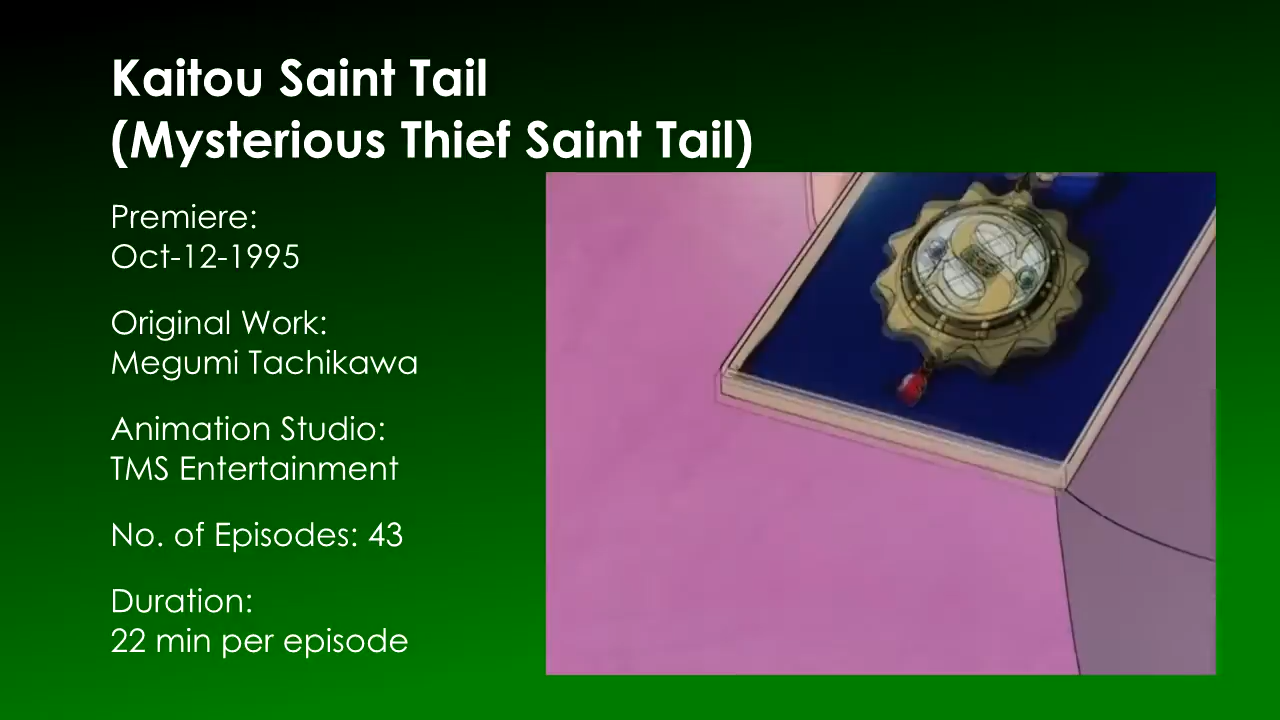 Kaitou Saint Tail
(Mysterious Thief Saint Tail)
Premiere:
Oct-12-1995
Original Work:
Megumi Tachikawa
Animation Studio:
TMS Entertainment
No. of Episodes: 43
Duration:
22 min per episode